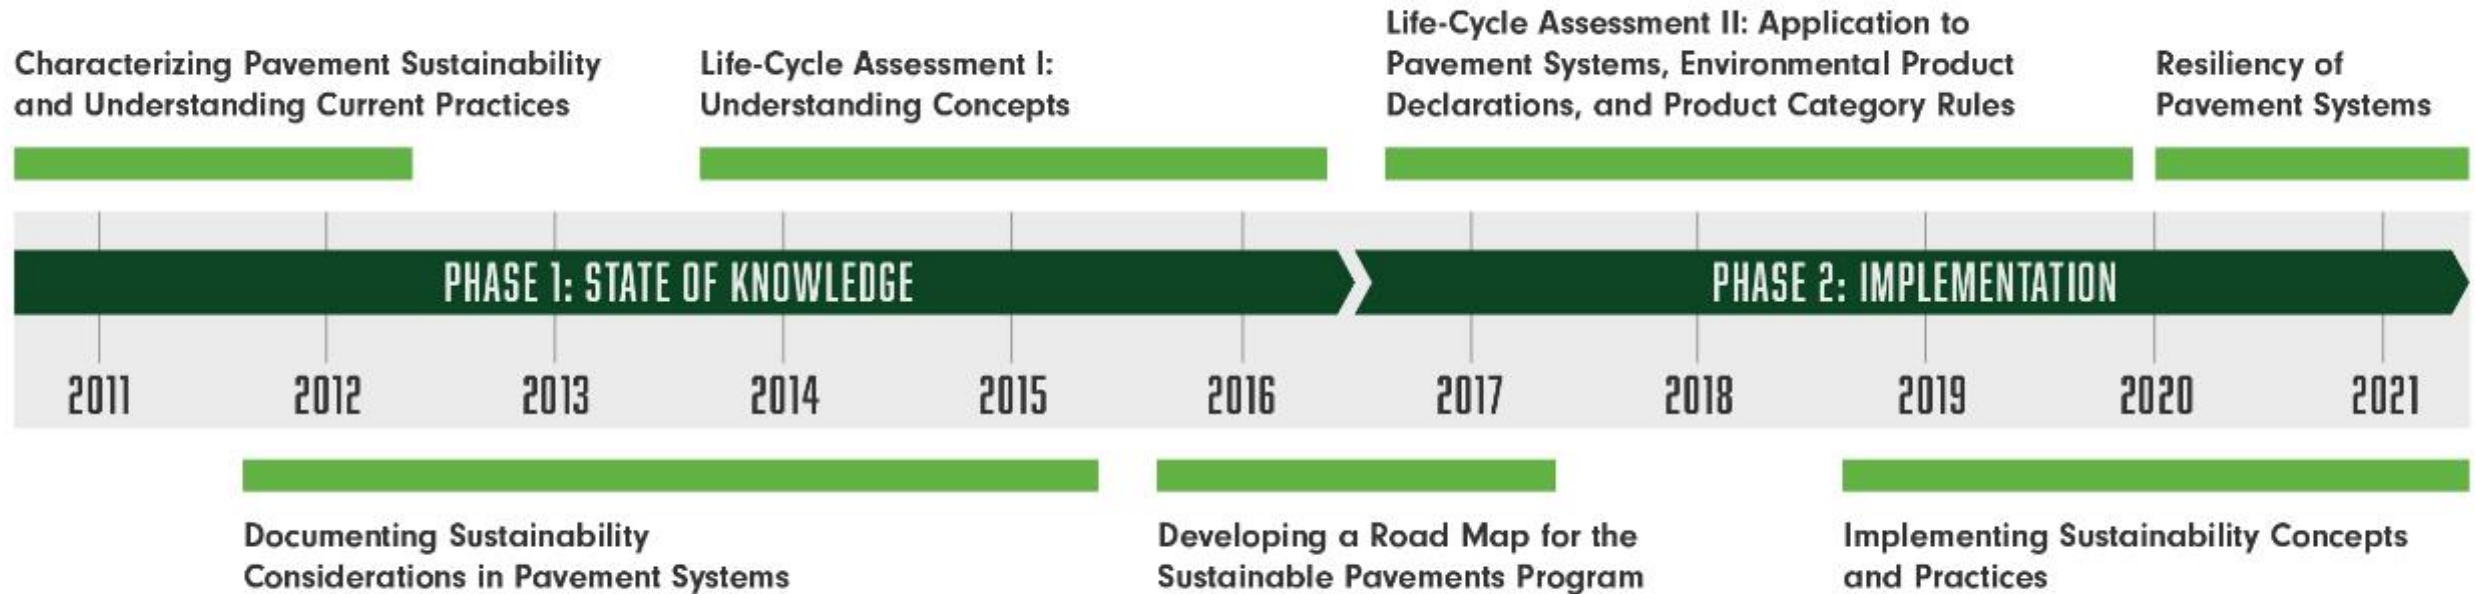 Characterizing Pavement Sustainability
and Understanding Current Practices
Life-Cycle Assessment I:
Understanding Concepts
Life-Cycle Assessment II: Application to
Pavement Systems, Environmental Product
Declarations, and Product Category Rules
Resiliency of
Pavement Systems
PHASE 1: STATE OF KNOWLEDGE
PHASE 2: IMPLEMENTATION
2011 2012 2013 2014 2015 2016 2017 2018 2019 2020 2021
Documenting Sustainability
Considerations in Pavement Systems
Developing a Road Map for the
Sustainable Pavements Program
Implementing Sustainability Concepts
and Practices